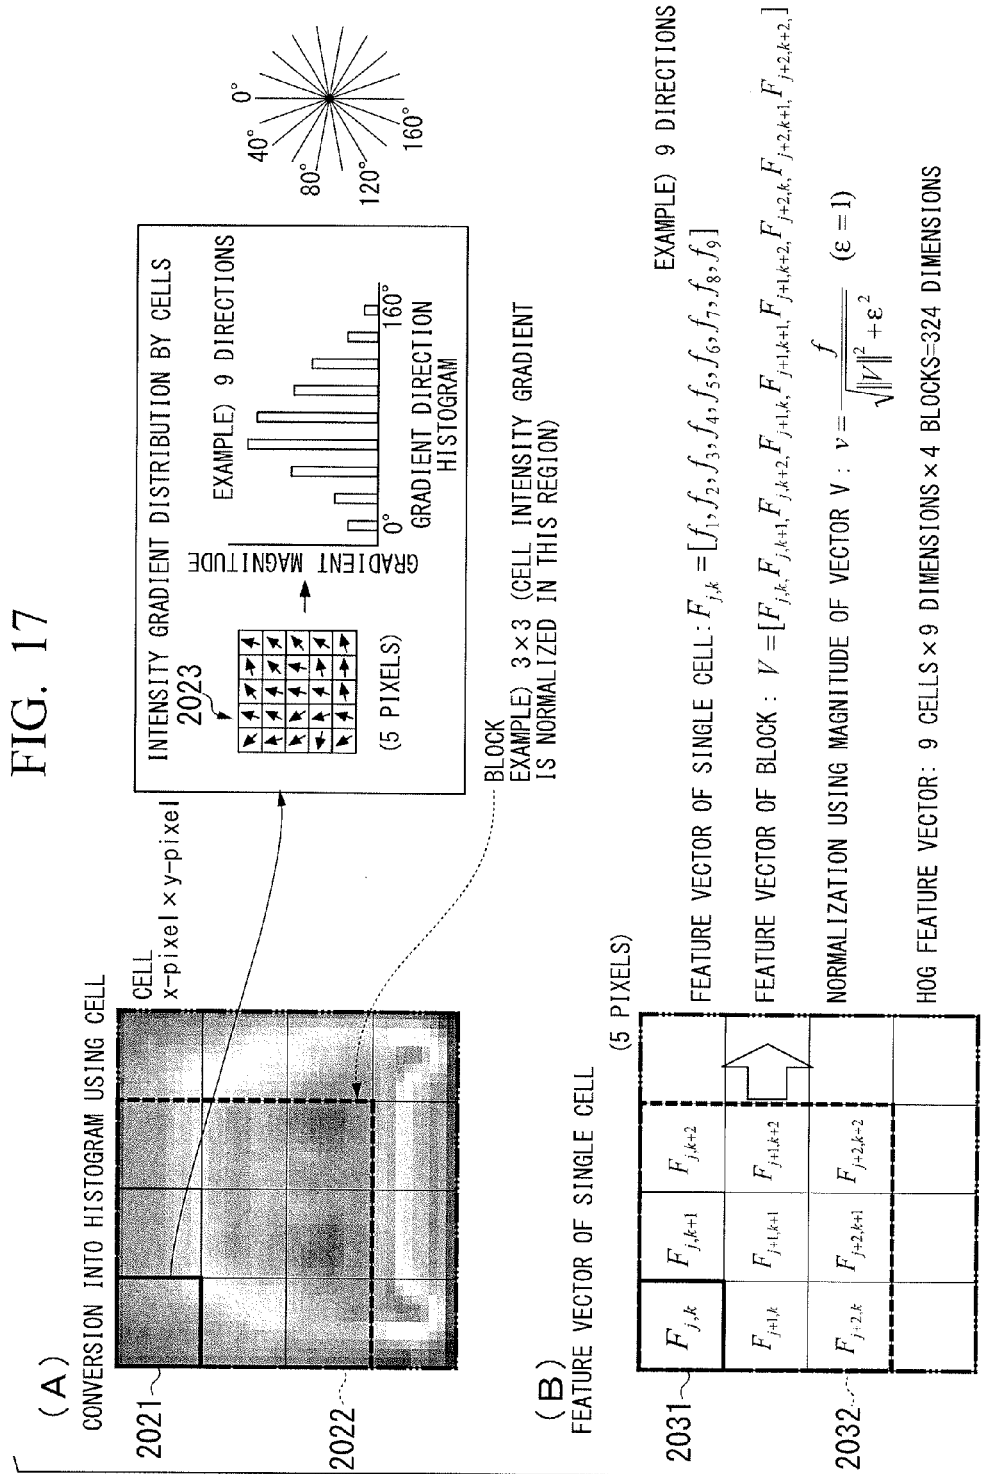 FIG. 17
(A)
CONVERSION INTO HISTOGRAM USING CELL
2021
2022
CELL
x-pixel×y-pixel
INTENSITY GRADIENT DISTRIBUTION BY CELLS
2023
(5 PIXELS)
EXAMPLE) 9 DIRECTIONS
GRADIENT MAGNITUDE
0°
160°
GRADIENT DIRECTION
HISTOGRAM
0°
40°
80°
120°
160°
BLOCK
EXAMPLE) 3×3 (CELL INTENSITY GRADIENT
IS NORMALIZED IN THIS REGION)
(B)
FEATURE VECTOR OF SINGLE CELL
(5 PIXELS)
2031
2032
F_{j,k} F_{j,k+1} F_{j,k+2}
F_{j+1,k} F_{j+1,k+1} F_{j+1,k+2}
F_{j+2,k} F_{j+2,k+1} F_{j+2,k+2}
EXAMPLE) 9 DIRECTIONS
FEATURE VECTOR OF SINGLE CELL: F_{j,k} = [f_1, f_2, f_3, f_4, f_5, f_6, f_7, f_8, f_9]
FEATURE VECTOR OF BLOCK : V = [F_{j,k}, F_{j,k+1}, F_{j,k+2}, F_{j+1,k}, F_{j+1,k+1}, F_{j+1,k+2}, F_{j+2,k}, F_{j+2,k+1}, F_{j+2,k+2},]
NORMALIZATION USING MAGNITUDE OF VECTOR V : v = f / √(‖V‖² + ε²) (ε = 1)
HOG FEATURE VECTOR: 9 CELLS×9 DIMENSIONS×4 BLOCKS=324 DIMENSIONS